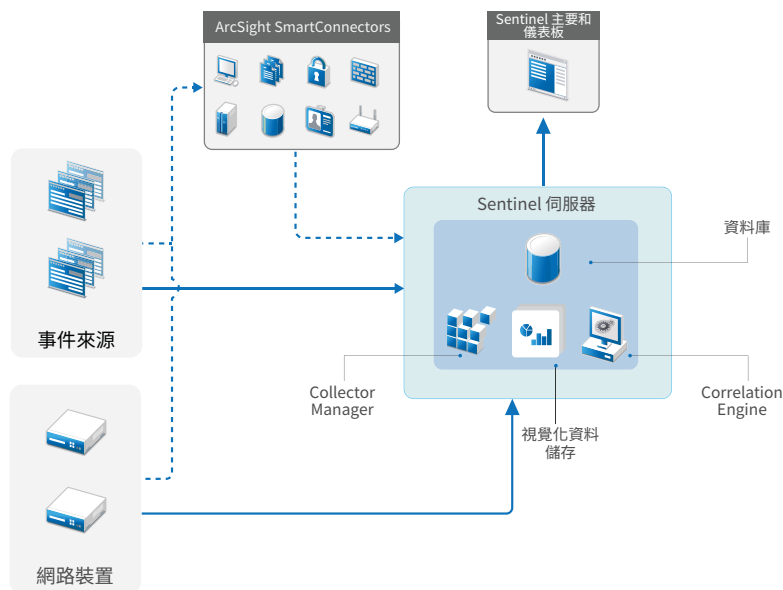 ArcSight SmartConnectors
Sentinel 主要和
儀表板
Sentinel 伺服器
資料庫
事件來源
Collector
Manager
視覺化資料
儲存
Correlation
Engine
網路裝置